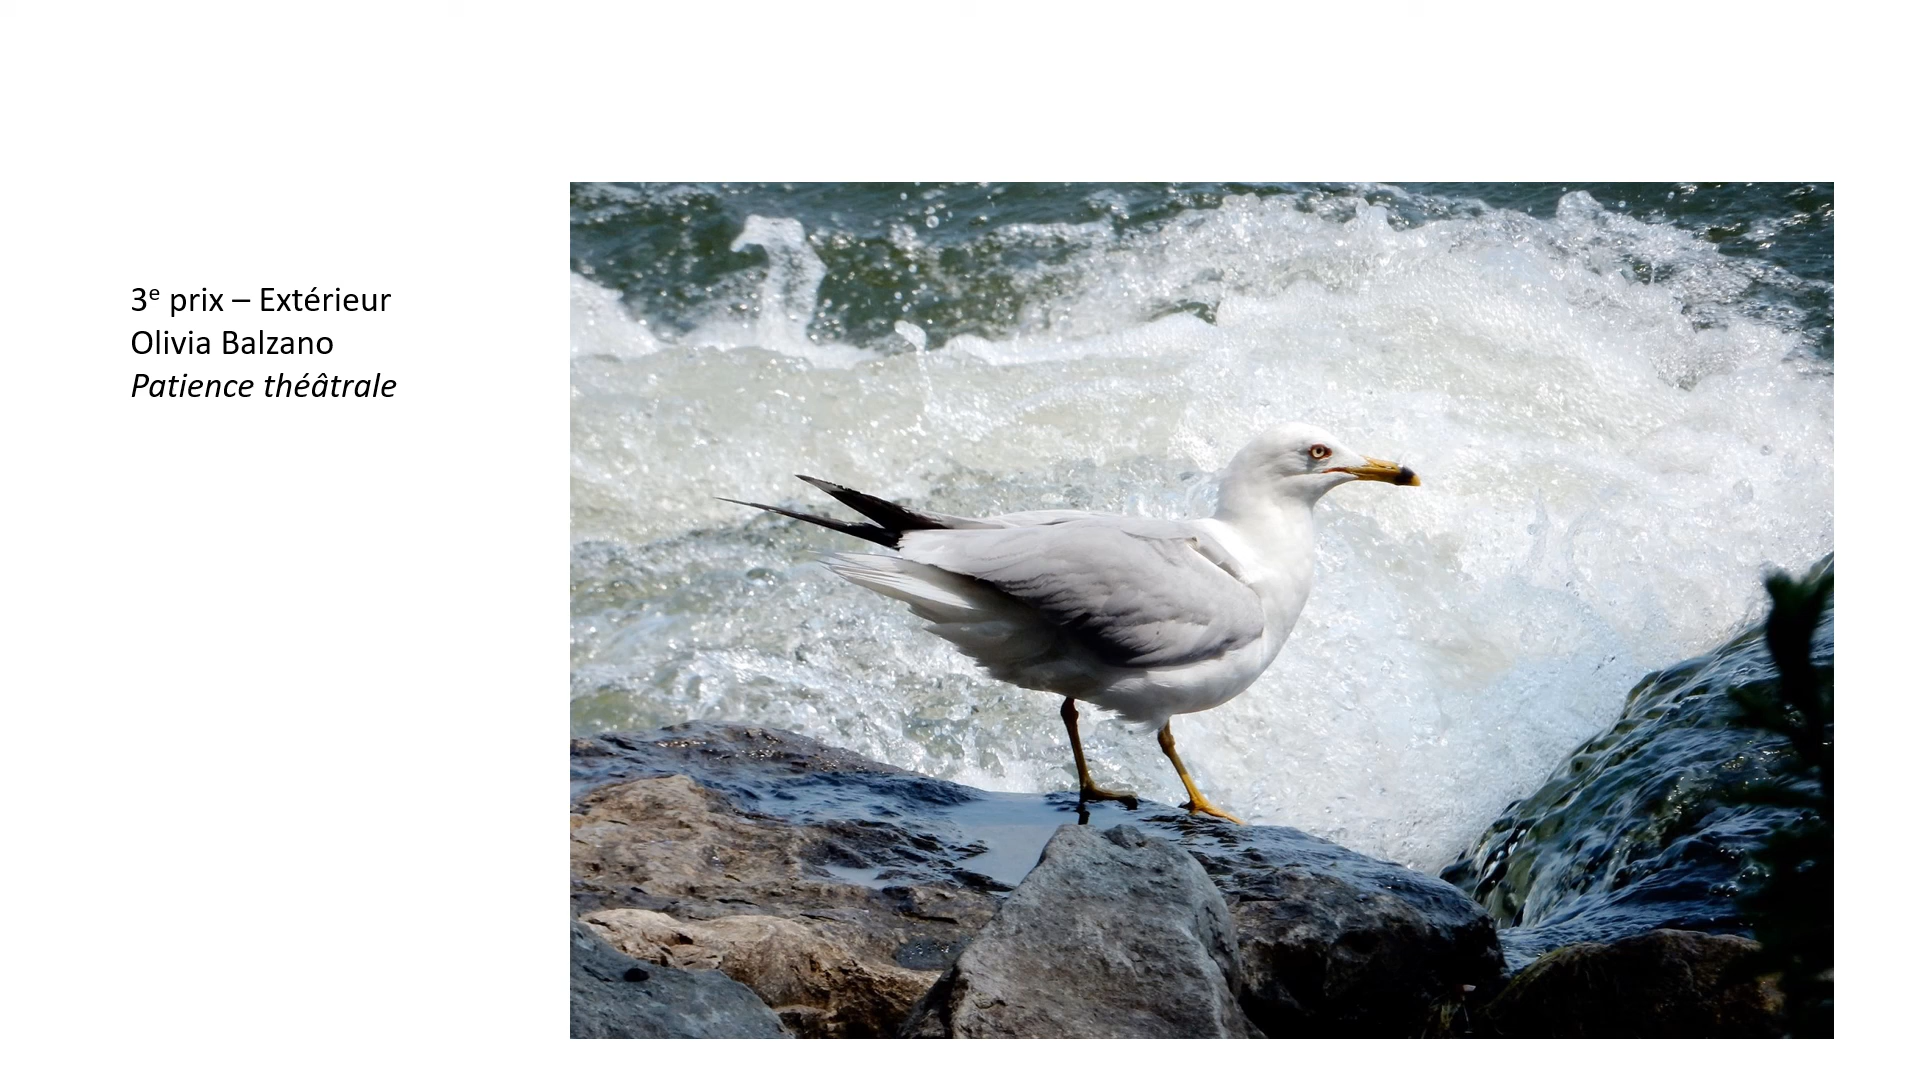 3e prix – Extérieur
Olivia Balzano
Patience théâtrale